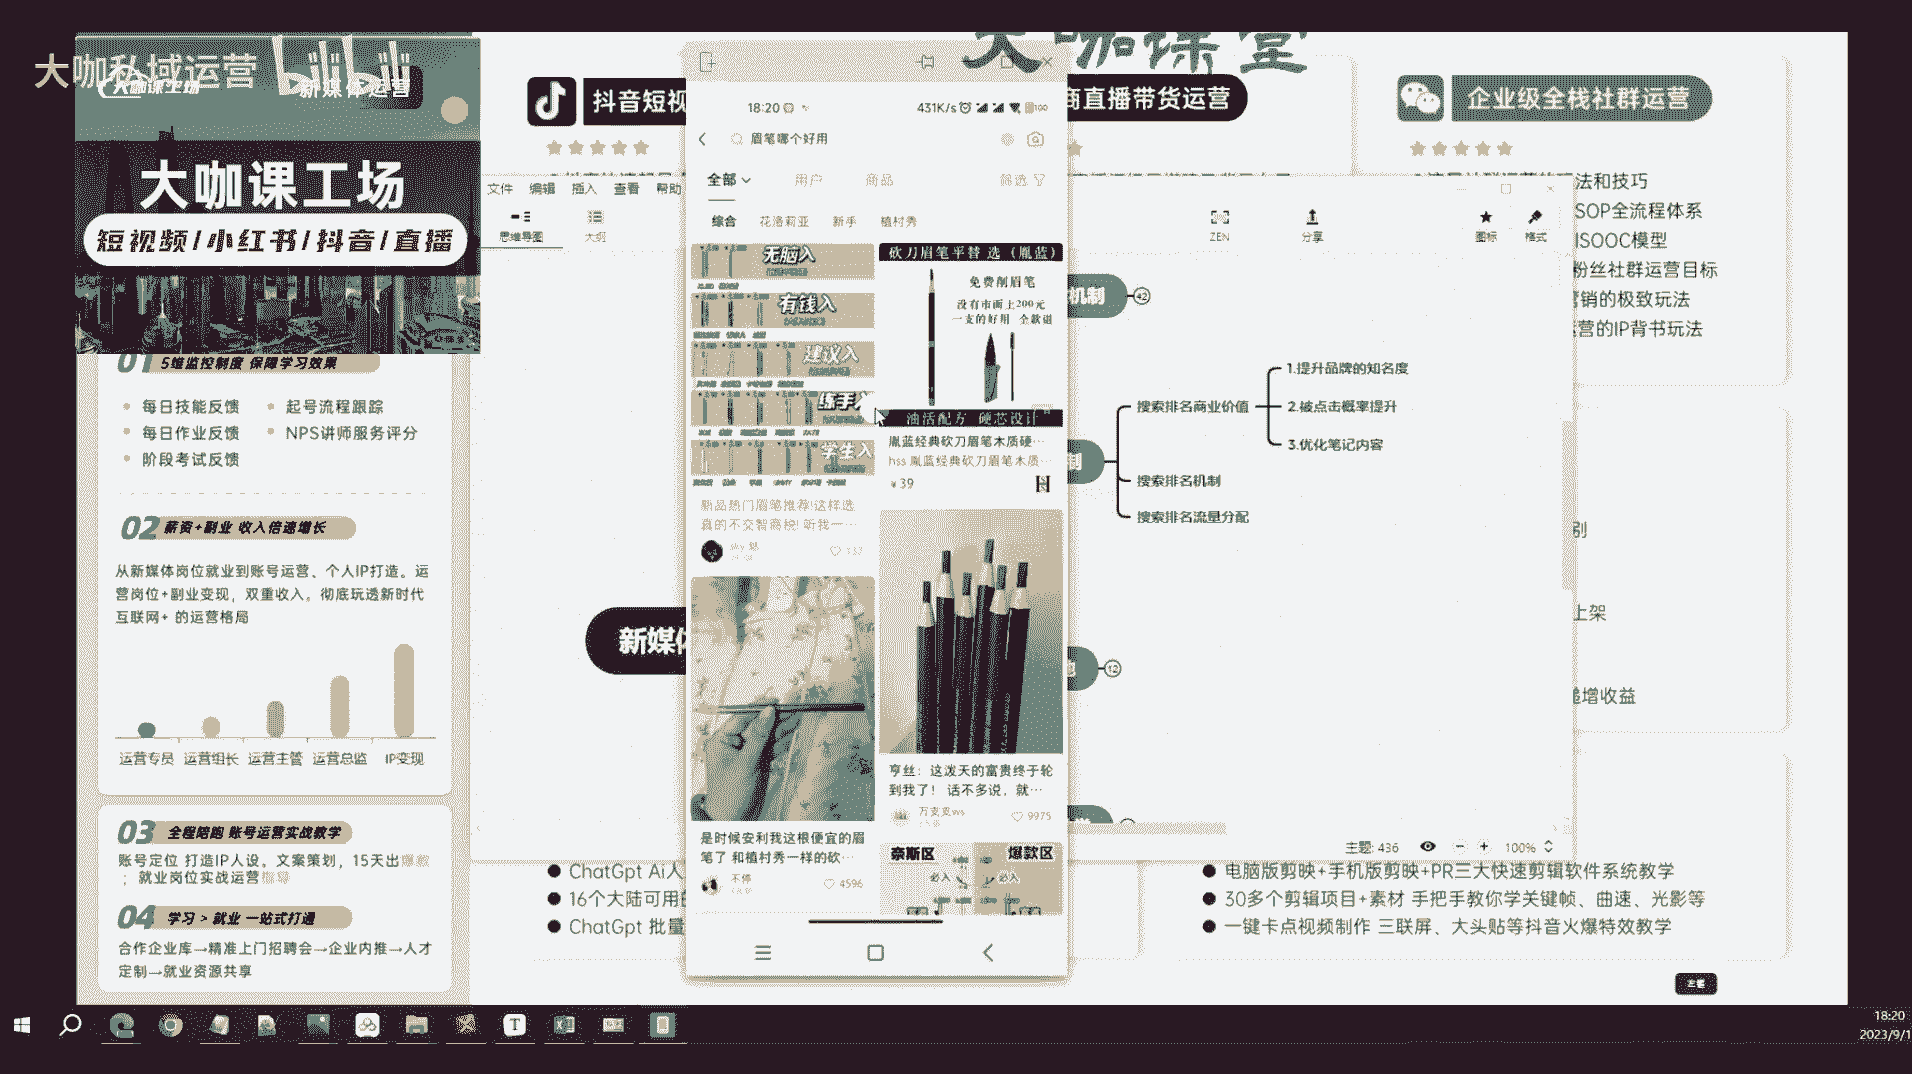 大咖私域运营
bilibili
大咖课工场
新媒体运营
大咖课工场
短视频/小红书/抖音/直播
大咖课堂
抖音短视
商直播带货运营
企业级全栈社群运营
法和技巧
SOP全流程体系
ISOOC模型
粉丝社群运营目标
营销的极致玩法
运营的IP背书玩法
01 5维监控制度 保障学习效果
每日技能反馈
起号流程跟踪
每日作业反馈
NPS讲师服务评分
阶段考试反馈
02 薪资+副业 收入倍速增长
从新媒体岗位就业到账号运营、个人IP打造。运
营岗位+副业变现，双重收入。彻底玩透新时代
互联网+ 的运营格局
运营专员 运营组长 运营主管 运营总监 IP变现
03 全程陪跑 账号运营实战教学
账号定位 打造IP人设，文案策划，15天出爆款
；就业岗位实战运营指导
04 学习 > 就业 一站式打通
合作企业库→精准上门招聘会→企业内推→人才
定制→就业资源共享
文件 编辑 插入 查看 帮助
思维导图 大纲
ZEN 分享 图标 格式
新媒体
机制 42
制
搜索排名商业价值
1.提升品牌的知名度
2.被点击概率提升
3.优化笔记内容
搜索排名机制
搜索排名流量分配
12
主题: 436 100%
18:20 431K/s 100
眉笔哪个好用
全部 用户 商品 筛选
综合 花洛莉亚 新手 植村秀
无脑入
有钱入
建议入
练手入
学生入
新品热门眉笔推荐!这样选
真的不交智商税! 听我一…
砍刀眉笔平替 选（胤蓝）
免费削眉笔
没有市面上200元
一支的好用 全款退
油活配方 硬芯设计
胤蓝经典砍刀眉笔木质硬…
hss 胤蓝经典砍刀眉笔木质…
¥39
是时候安利我这根便宜的眉
笔了 和植村秀一样的砍…
不停
4596
亨丝：这泼天的富贵终于轮
到我了！ 话不多说，就…
9975
奈斯区 爆款区
必入 必入
别
上架
递增收益
ChatGpt Ai人
16个大陆可用的
ChatGpt 批量
电脑版剪映+手机版剪映+PR三大快速剪辑软件系统教学
30多个剪辑项目+素材 手把手教你学关键帧、曲速、光影等
一键卡点视频制作 三联屏、大头贴等抖音火爆特效教学
18:20
2023/9/1